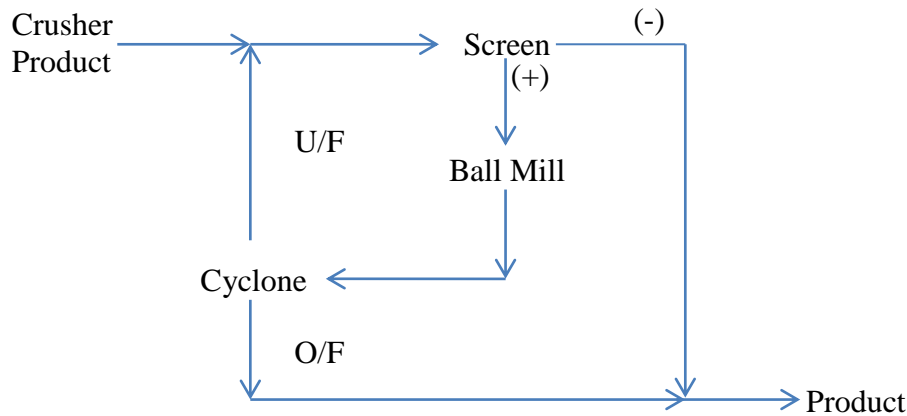 Crusher
Product
Screen
(-)
(+)
U/F
Ball Mill
Cyclone
O/F
Product